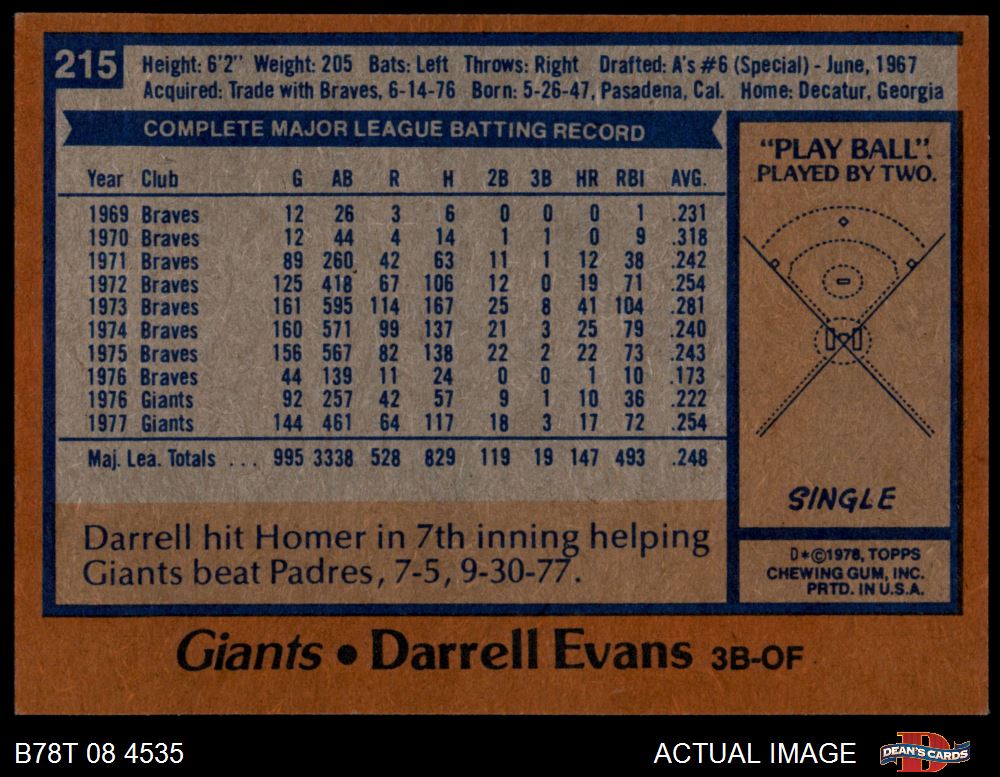 215
Height: 6'2" Weight: 205 Bats: Left Throws: Right Drafted: A's #6 (Special) - June, 1967
Acquired: Trade with Braves, 6-14-76 Born: 5-26-47, Pasadena, Cal. Home: Decatur, Georgia
COMPLETE MAJOR LEAGUE BATTING RECORD
Year Club G AB R H 2B 3B HR RBI AVG.
1969 Braves 12 26 3 6 0 0 0 1 .231
1970 Braves 12 44 4 14 1 1 0 9 .318
1971 Braves 89 260 42 63 11 1 12 38 .242
1972 Braves 125 418 67 106 12 0 19 71 .254
1973 Braves 161 595 114 167 25 8 41 104 .281
1974 Braves 160 571 99 137 21 3 25 79 .240
1975 Braves 156 567 82 138 22 2 22 73 .243
1976 Braves 44 139 11 24 0 0 1 10 .173
1976 Giants 92 257 42 57 9 1 10 36 .222
1977 Giants 144 461 64 117 18 3 17 72 .254
Maj. Lea. Totals ... 995 3338 528 829 119 19 147 493 .248
Darrell hit Homer in 7th inning helping
Giants beat Padres, 7-5, 9-30-77.
"PLAY BALL".
PLAYED BY TWO.
SINGLE
D*©1978, TOPPS
CHEWING GUM, INC.
PRTD. IN U.S.A.
Giants • Darrell Evans 3B-OF
B78T 08 4535
ACTUAL IMAGE
DEAN'S CARDS